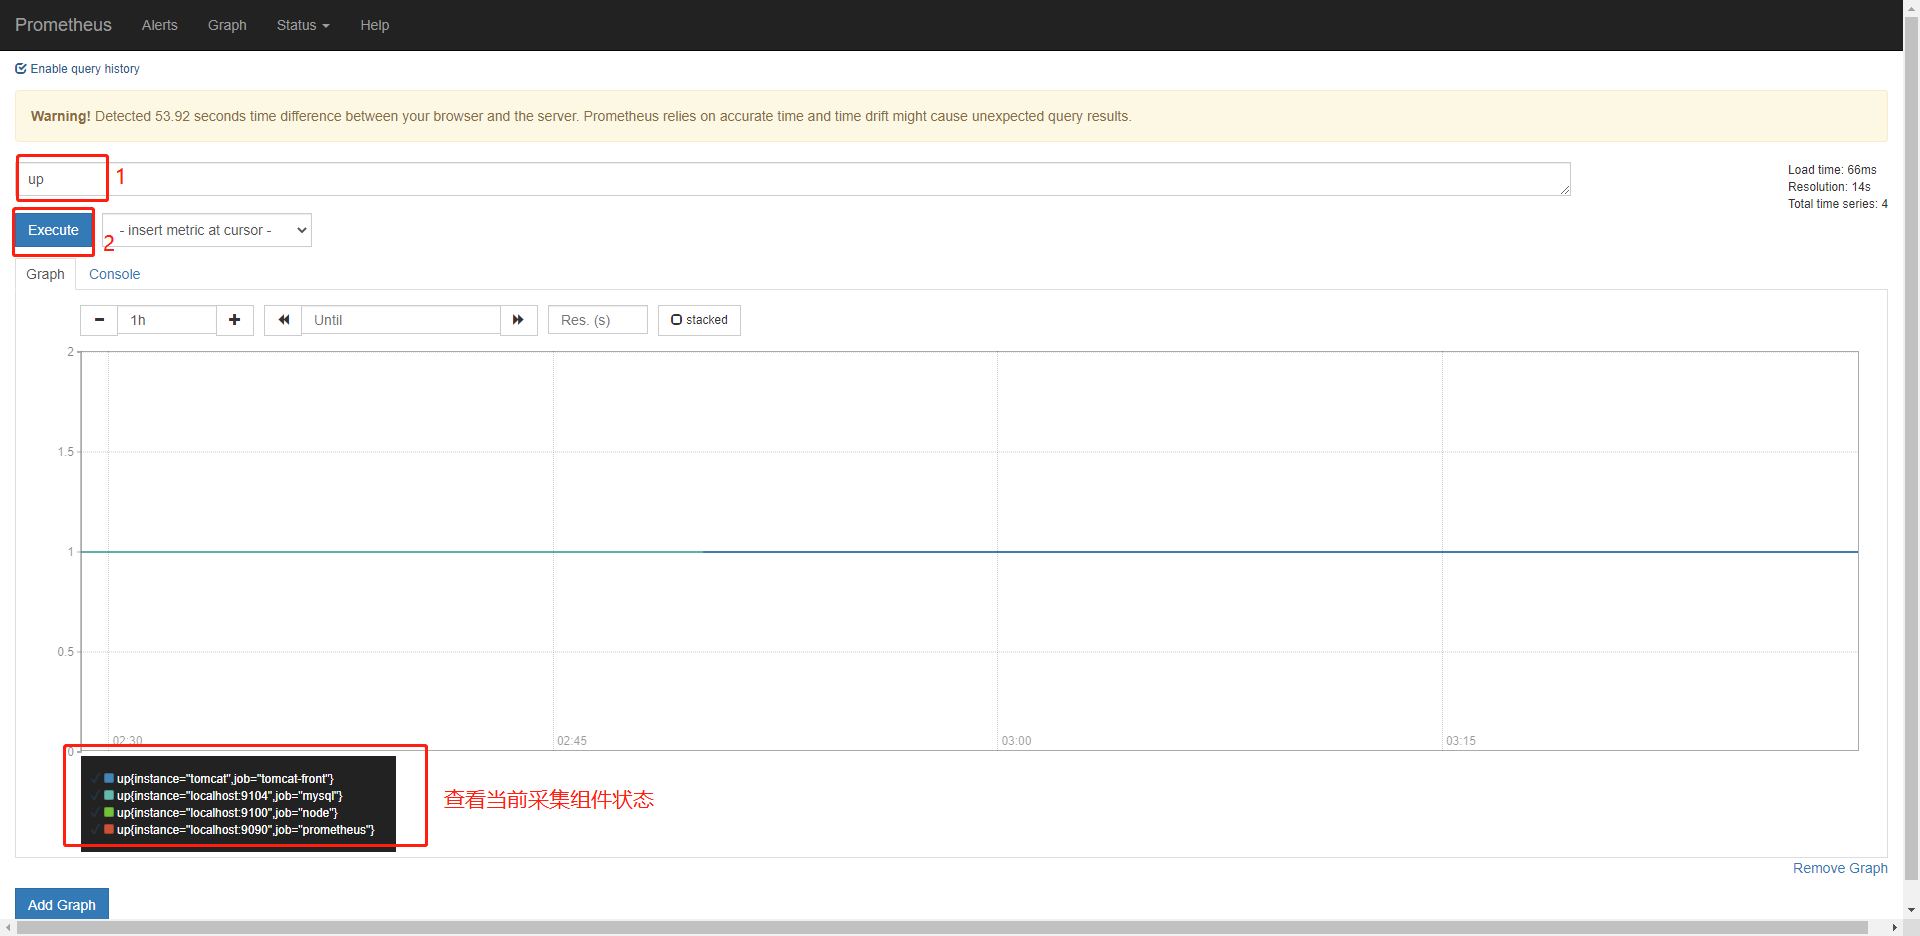 Prometheus Alerts Graph Status Help
Enable query history
Warning! Detected 53.92 seconds time difference between your browser and the server. Prometheus relies on accurate time and time drift might cause unexpected query results.
up 1
Load time: 66ms
Resolution: 14s
Total time series: 4
Execute 2 - insert metric at cursor -
Graph Console
1h Until Res. (s) stacked
2
1.5
1
0.5
0
02:30 02:45 03:00 03:15
up{instance="tomcat",job="tomcat-front"}
up{instance="localhost:9104",job="mysql"}
up{instance="localhost:9100",job="node"}
up{instance="localhost:9090",job="prometheus"}
查看当前采集组件状态
Remove Graph
Add Graph